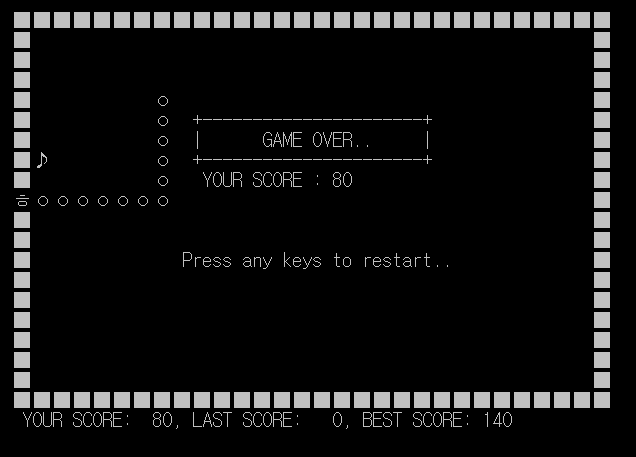 GAME OVER..
YOUR SCORE : 80
ㅎ
Press any keys to restart..
YOUR SCORE: 80, LAST SCORE: 0, BEST SCORE: 140